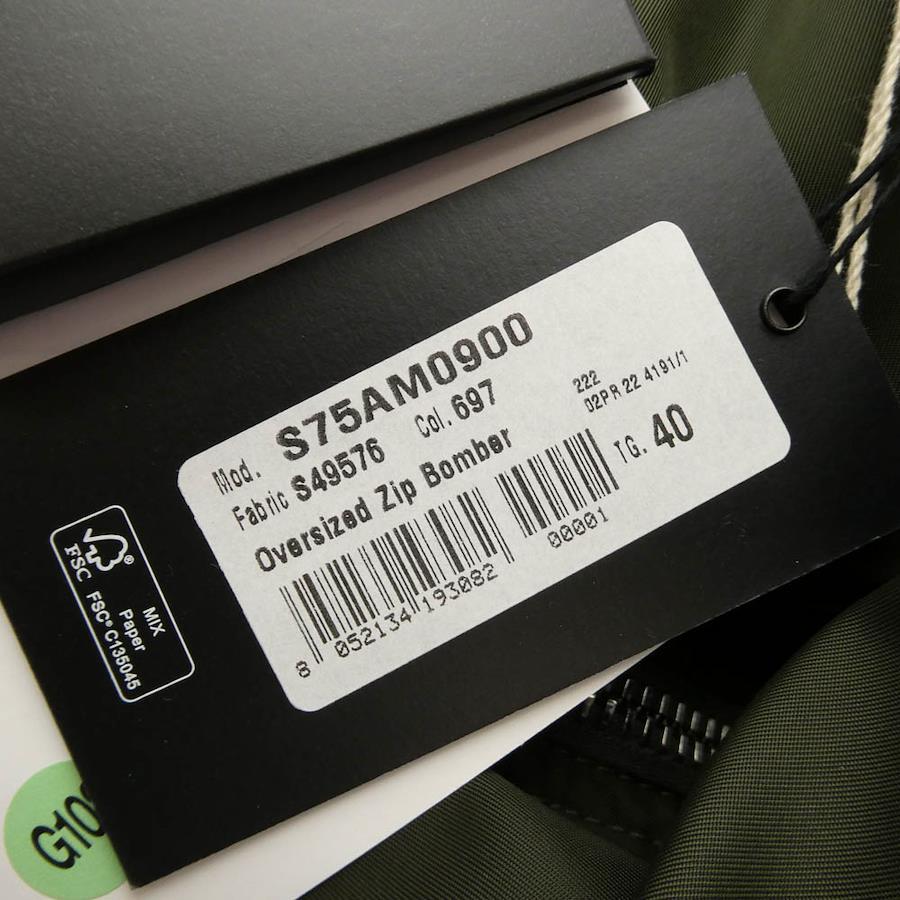 Mod. S75AM0900
Fabric S49576 Col. 697
222
02PR 22 4191/1
Oversized Zip Bomber
TG. 40
8 052134 193082
00001
FSC®
FSC
MIX
Paper
FSC® C135045